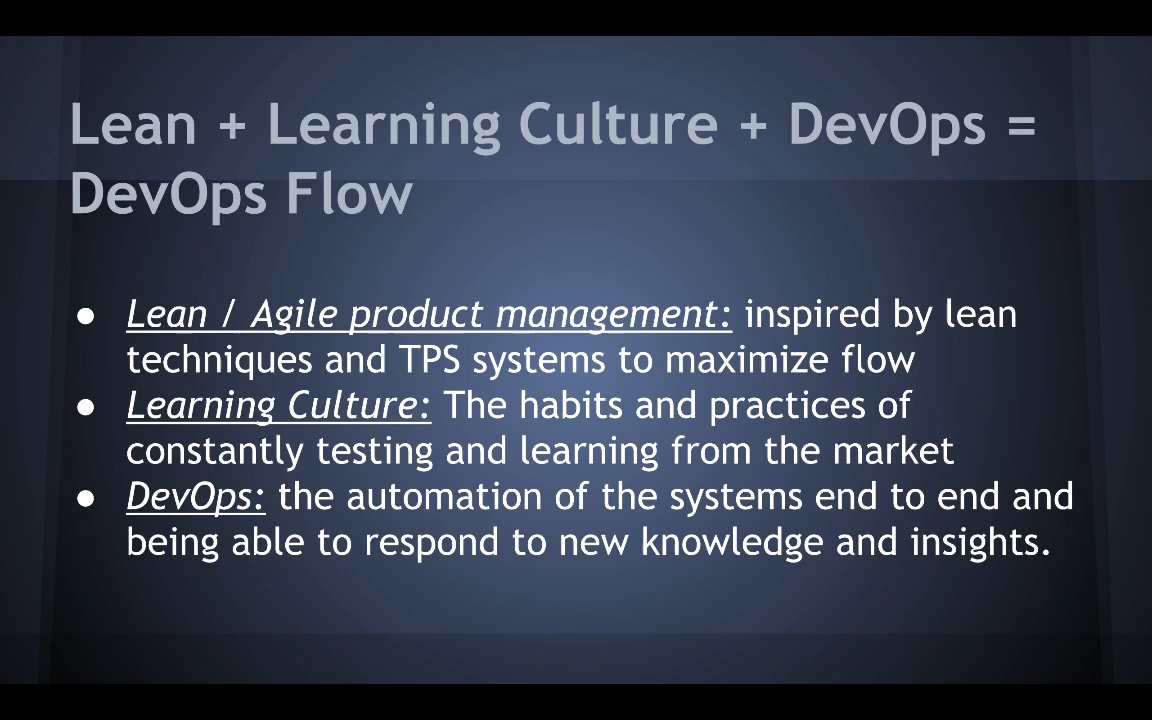 Lean + Learning Culture + DevOps =
DevOps Flow
● Lean / Agile product management: inspired by lean
techniques and TPS systems to maximize flow
● Learning Culture: The habits and practices of
constantly testing and learning from the market
● DevOps: the automation of the systems end to end and
being able to respond to new knowledge and insights.